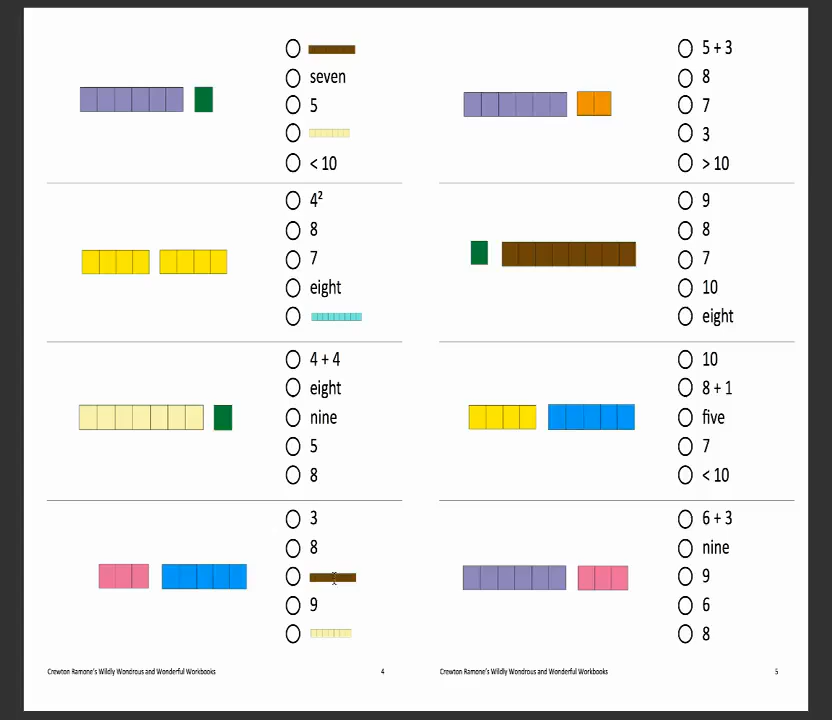 seven
5
< 10
4²
8
7
eight
4 + 4
eight
nine
5
8
3
8
9
Crewton Ramone's Wildly Wondrous and Wonderful Workbooks 4
5 + 3
8
7
3
> 10
9
8
7
10
eight
10
8 + 1
five
7
< 10
6 + 3
nine
9
6
8
Crewton Ramone's Wildly Wondrous and Wonderful Workbooks 5